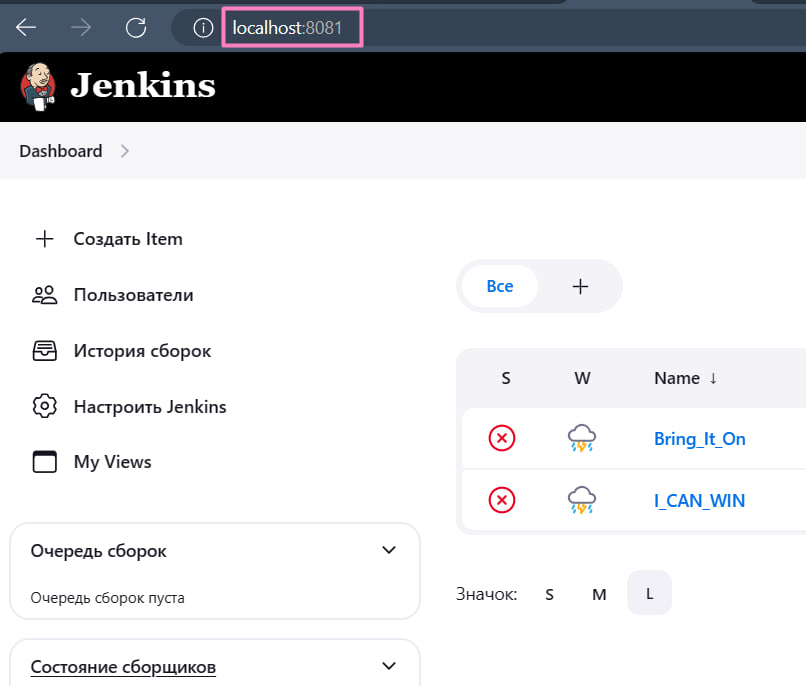 localhost:8081
Jenkins
Dashboard
Создать Item
Пользователи
История сборок
Настроить Jenkins
My Views
Очередь сборок
Очередь сборок пуста
Состояние сборщиков
Все +
S W Name ↓
Bring_It_On
I_CAN_WIN
Значок: S M L